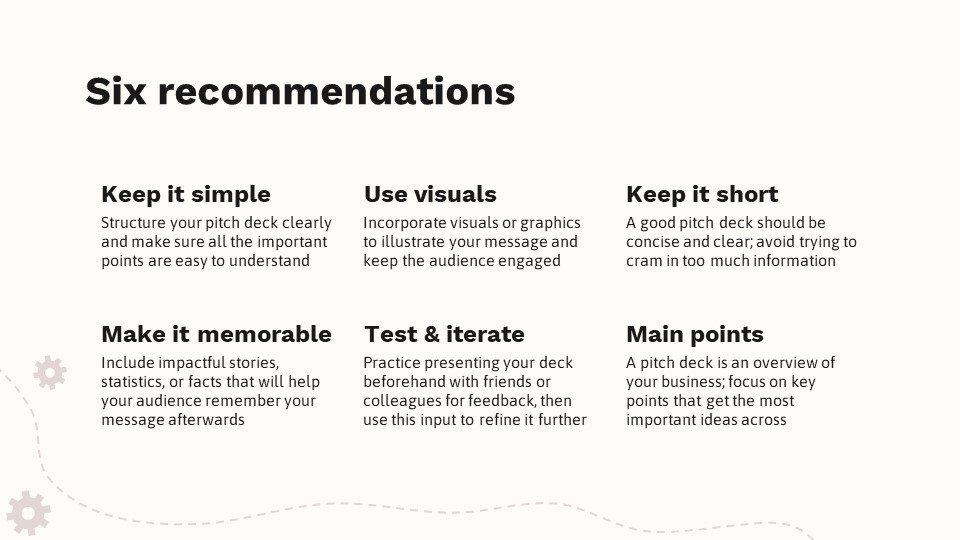 Six recommendations
Keep it simple
Structure your pitch deck clearly
and make sure all the important
points are easy to understand
Use visuals
Incorporate visuals or graphics
to illustrate your message and
keep the audience engaged
Keep it short
A good pitch deck should be
concise and clear; avoid trying to
cram in too much information
Make it memorable
Include impactful stories,
statistics, or facts that will help
your audience remember your
message afterwards
Test & iterate
Practice presenting your deck
beforehand with friends or
colleagues for feedback, then
use this input to refine it further
Main points
A pitch deck is an overview of
your business; focus on key
points that get the most
important ideas across